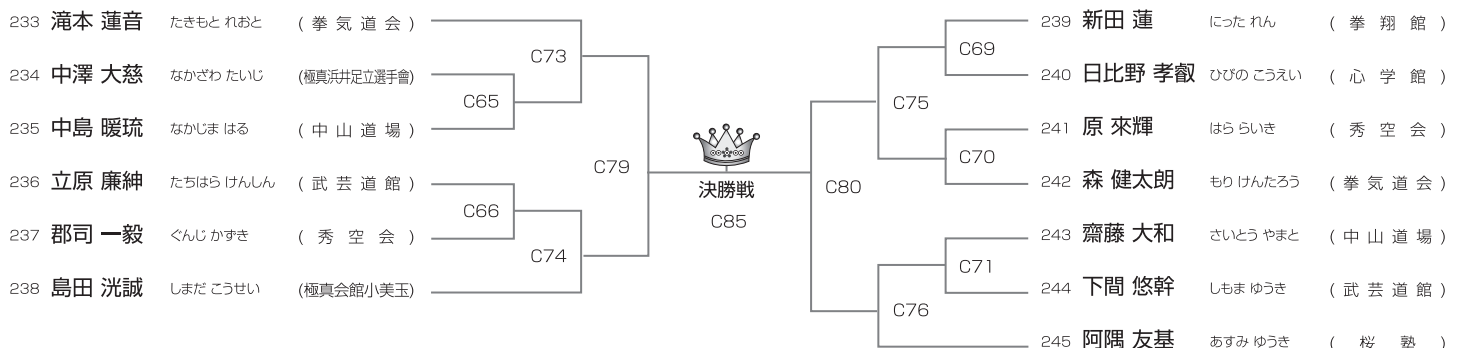 233 滝本 蓮音 たきもと れおと (拳気道会)
C73
234 中澤 大慈 なかざわ たいじ (極真浜井足立選手會)
C65
235 中島 暖琉 なかじま はる (中山道場)
C79
236 立原 廉紳 たちはら けんしん (武芸道館)
C66
237 郡司 一毅 ぐんじ かずき (秀空会)
C74
238 島田 洸誠 しまだ こうせい (極真会館小美玉)
決勝戦
C85
239 新田 蓮 にった れん (拳翔館)
C69
240 日比野 孝叡 ひびの こうえい (心学館)
C75
241 原 來輝 はら らいき (秀空会)
C70
242 森 健太朗 もり けんたろう (拳気道会)
C80
243 齋藤 大和 さいとう やまと (中山道場)
C71
244 下間 悠幹 しもま ゆうき (武芸道館)
C76
245 阿隅 友基 あすみ ゆうき (桜塾)